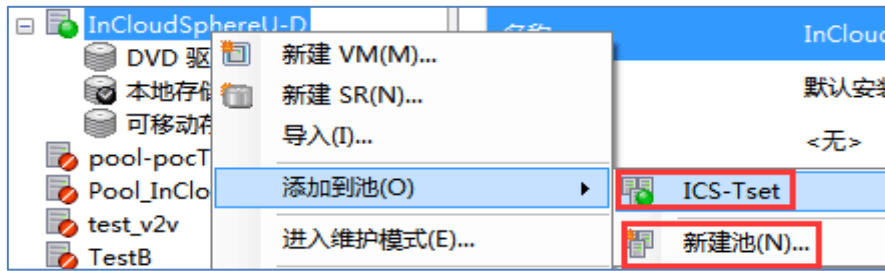 InCloudSphereU-D
DVD 驱
本地存储
可移动存
pool-pocT
Pool_InClo
test_v2v
TestB
新建 VM(M)...
新建 SR(N)...
导入(I)...
添加到池(O)
进入维护模式(E)...
ICS-Tset
新建池(N)...
名称
InCloud
默认安装
<无>